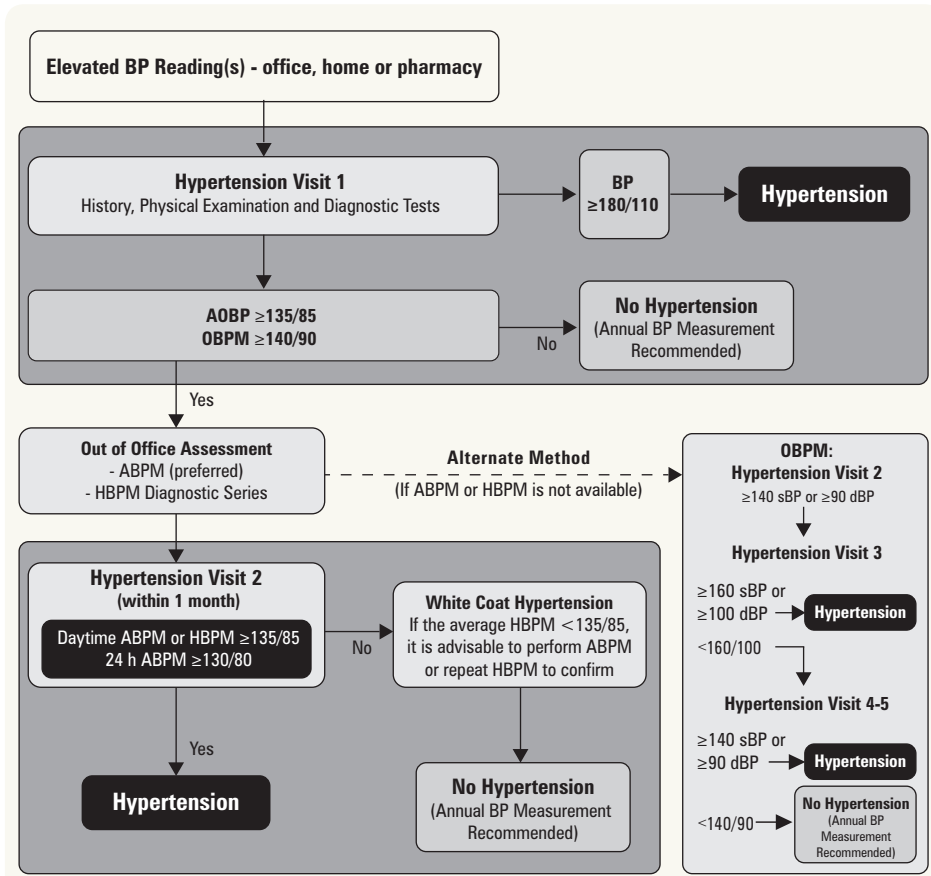 Elevated BP Reading(s) - office, home or pharmacy
Hypertension Visit 1
History, Physical Examination and Diagnostic Tests
BP
≥180/110
Hypertension
AOBP ≥135/85
OBPM ≥140/90
No
No Hypertension
(Annual BP Measurement
Recommended)
Yes
Out of Office Assessment
- ABPM (preferred)
- HBPM Diagnostic Series
Alternate Method
(If ABPM or HBPM is not available)
Hypertension Visit 2
(within 1 month)
Daytime ABPM or HBPM ≥135/85
24 h ABPM ≥130/80
No
White Coat Hypertension
If the average HBPM <135/85,
it is advisable to perform ABPM
or repeat HBPM to confirm
Yes
Hypertension
No Hypertension
(Annual BP Measurement
Recommended)
OBPM:
Hypertension Visit 2
≥140 sBP or ≥90 dBP
Hypertension Visit 3
≥160 sBP or
≥100 dBP
Hypertension
<160/100
Hypertension Visit 4-5
≥140 sBP or
≥90 dBP
Hypertension
<140/90
No Hypertension
(Annual BP
Measurement
Recommended)